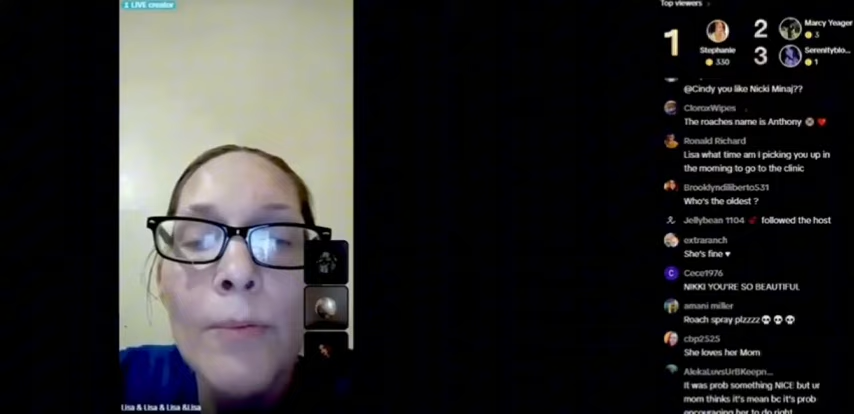 LIVE creator
Top viewers
1
Stephanie
330
2
Marcy Yeager
3
3
Serenityblo...
1
@Cindy you like Nicki Minaj??
CloroxWipes
The roaches name is Anthony
Ronald Richard
Lisa what time am I picking you up in
the morning to go to the clinic
Brooklyndiliberto531
Who's the oldest ?
Jellybean 1104 followed the host
extraranch
She's fine ♥
C
Cece1976
NIKKI YOU'RE SO BEAUTIFUL
amani miller
Roach spray plzzzz💀💀💀
cbp2525
She loves her Mom
AlekaLuvsUrBKeepn...
It was prob something NICE but ur
mom thinks it's mean bc it's prob
encouraging her to do right
Lisa & Lisa & Lisa &Lisa